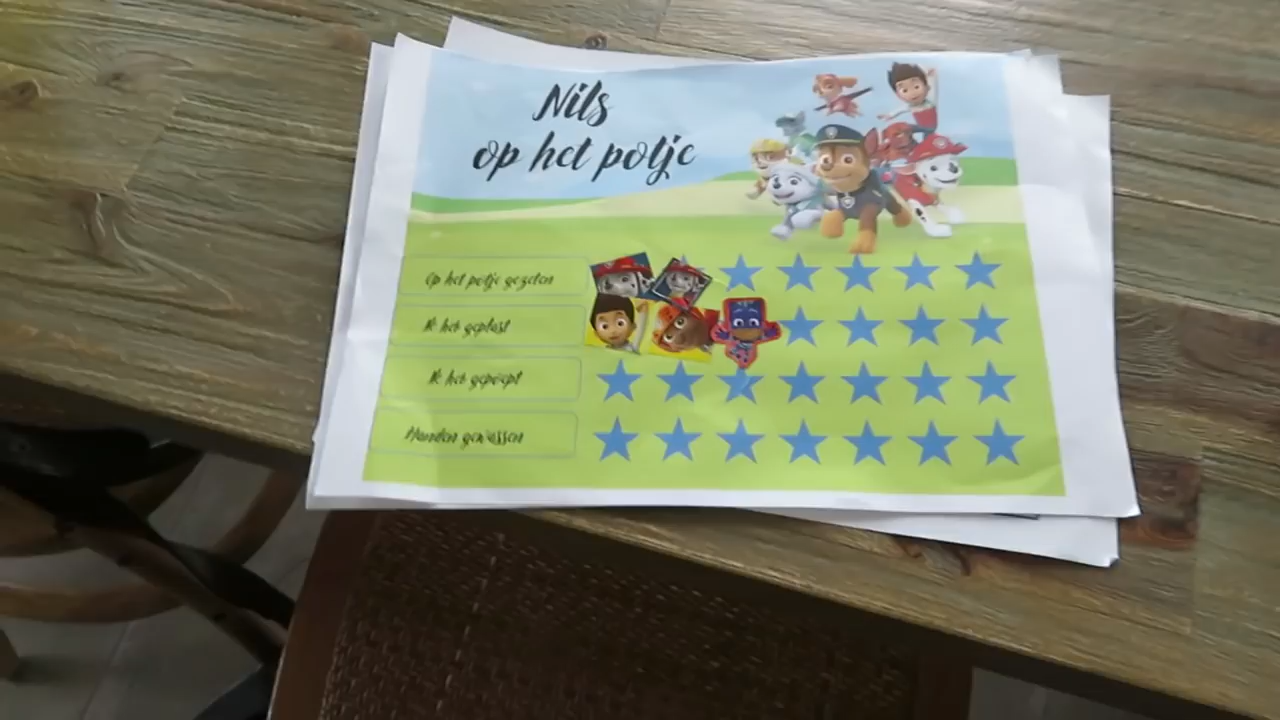 Nils
op het potje
Op het potje gezeten
Ik heb geplast
Ik heb gepoept
Handen gewassen